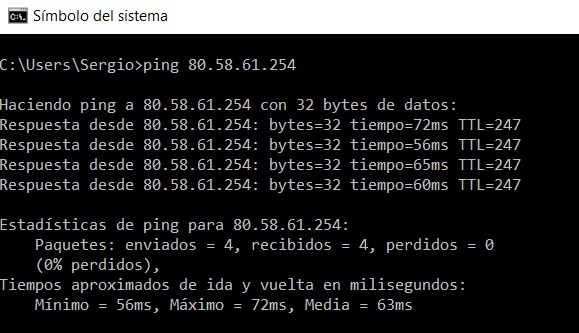 Símbolo del sistema
C:\Users\Sergio>ping 80.58.61.254
Haciendo ping a 80.58.61.254 con 32 bytes de datos:
Respuesta desde 80.58.61.254: bytes=32 tiempo=72ms TTL=247
Respuesta desde 80.58.61.254: bytes=32 tiempo=56ms TTL=247
Respuesta desde 80.58.61.254: bytes=32 tiempo=65ms TTL=247
Respuesta desde 80.58.61.254: bytes=32 tiempo=60ms TTL=247
Estadísticas de ping para 80.58.61.254:
Paquetes: enviados = 4, recibidos = 4, perdidos = 0
(0% perdidos),
Tiempos aproximados de ida y vuelta en milisegundos:
Mínimo = 56ms, Máximo = 72ms, Media = 63ms